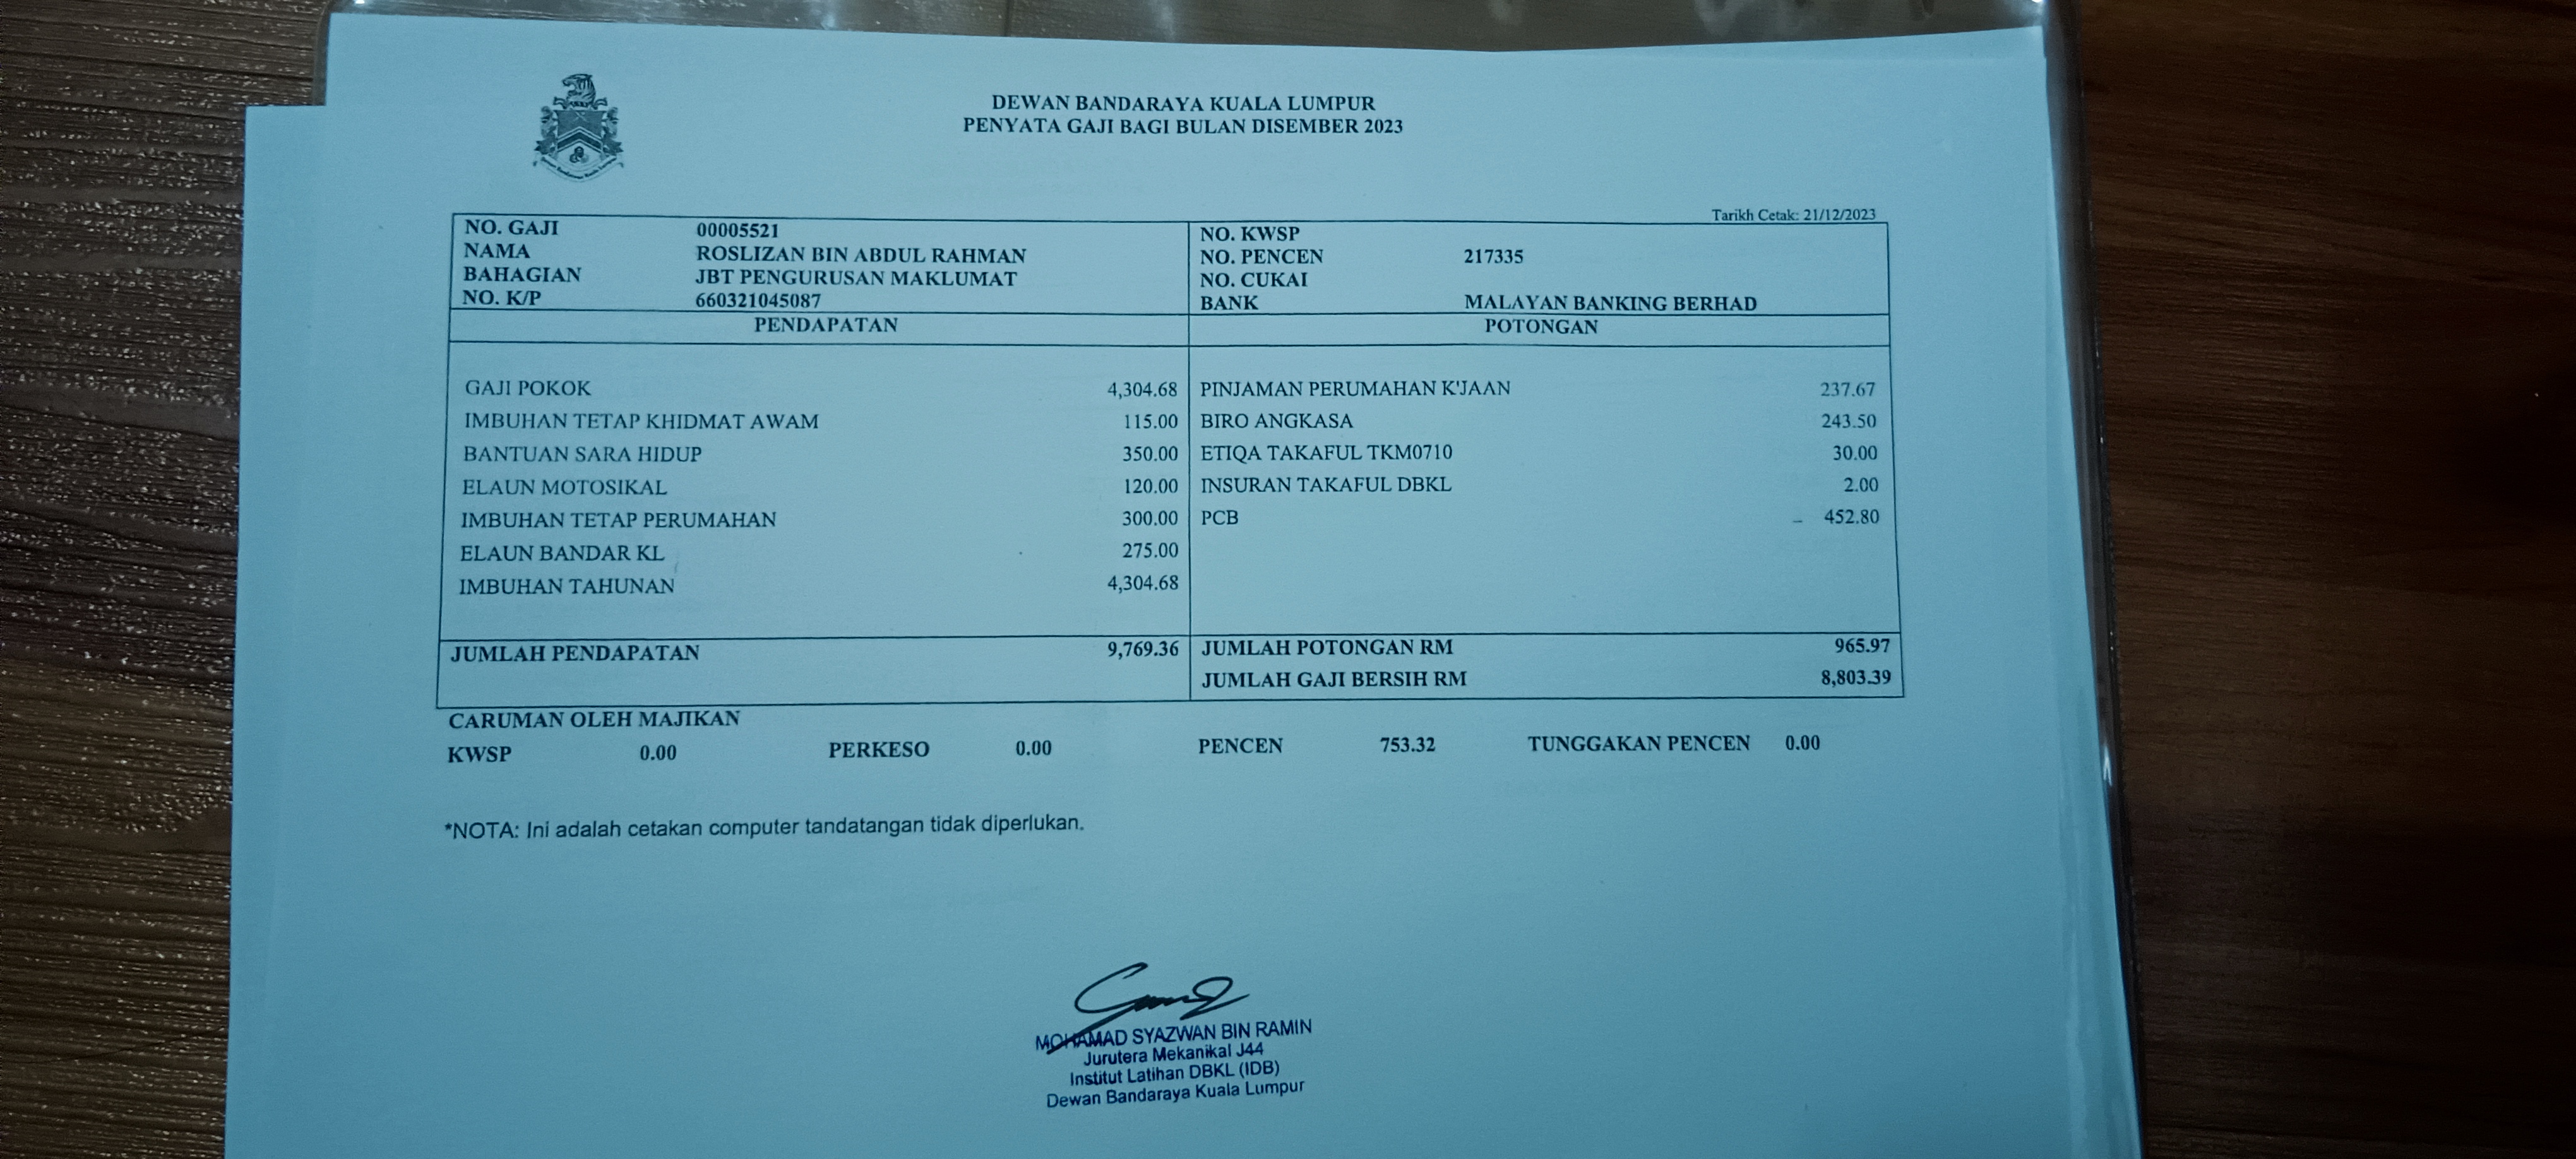 DEWAN BANDARAYA KUALA LUMPUR
PENYATA GAJI BAGI BULAN DISEMBER 2023
Tarikh Cetak: 21/12/2023
NO. GAJI 00005521 NO. KWSP
NAMA ROSLIZAN BIN ABDUL RAHMAN NO. PENCEN 217335
BAHAGIAN JBT PENGURUSAN MAKLUMAT NO. CUKAI
NO. K/P 660321045087 BANK MALAYAN BANKING BERHAD
PENDAPATAN POTONGAN
GAJI POKOK 4,304.68 PINJAMAN PERUMAHAN K'JAAN 237.67
IMBUHAN TETAP KHIDMAT AWAM 115.00 BIRO ANGKASA 243.50
BANTUAN SARA HIDUP 350.00 ETIQA TAKAFUL TKM0710 30.00
ELAUN MOTOSIKAL 120.00 INSURAN TAKAFUL DBKL 2.00
IMBUHAN TETAP PERUMAHAN 300.00 PCB – 452.80
ELAUN BANDAR KL 275.00
IMBUHAN TAHUNAN 4,304.68
JUMLAH PENDAPATAN 9,769.36 JUMLAH POTONGAN RM 965.97
JUMLAH GAJI BERSIH RM 8,803.39
CARUMAN OLEH MAJIKAN
KWSP 0.00 PERKESO 0.00 PENCEN 753.32 TUNGGAKAN PENCEN 0.00
*NOTA: Ini adalah cetakan computer tandatangan tidak diperlukan.
MOHAMAD SYAZWAN BIN RAMIN
Jurutera Mekanikal J44
Institut Latihan DBKL (IDB)
Dewan Bandaraya Kuala Lumpur